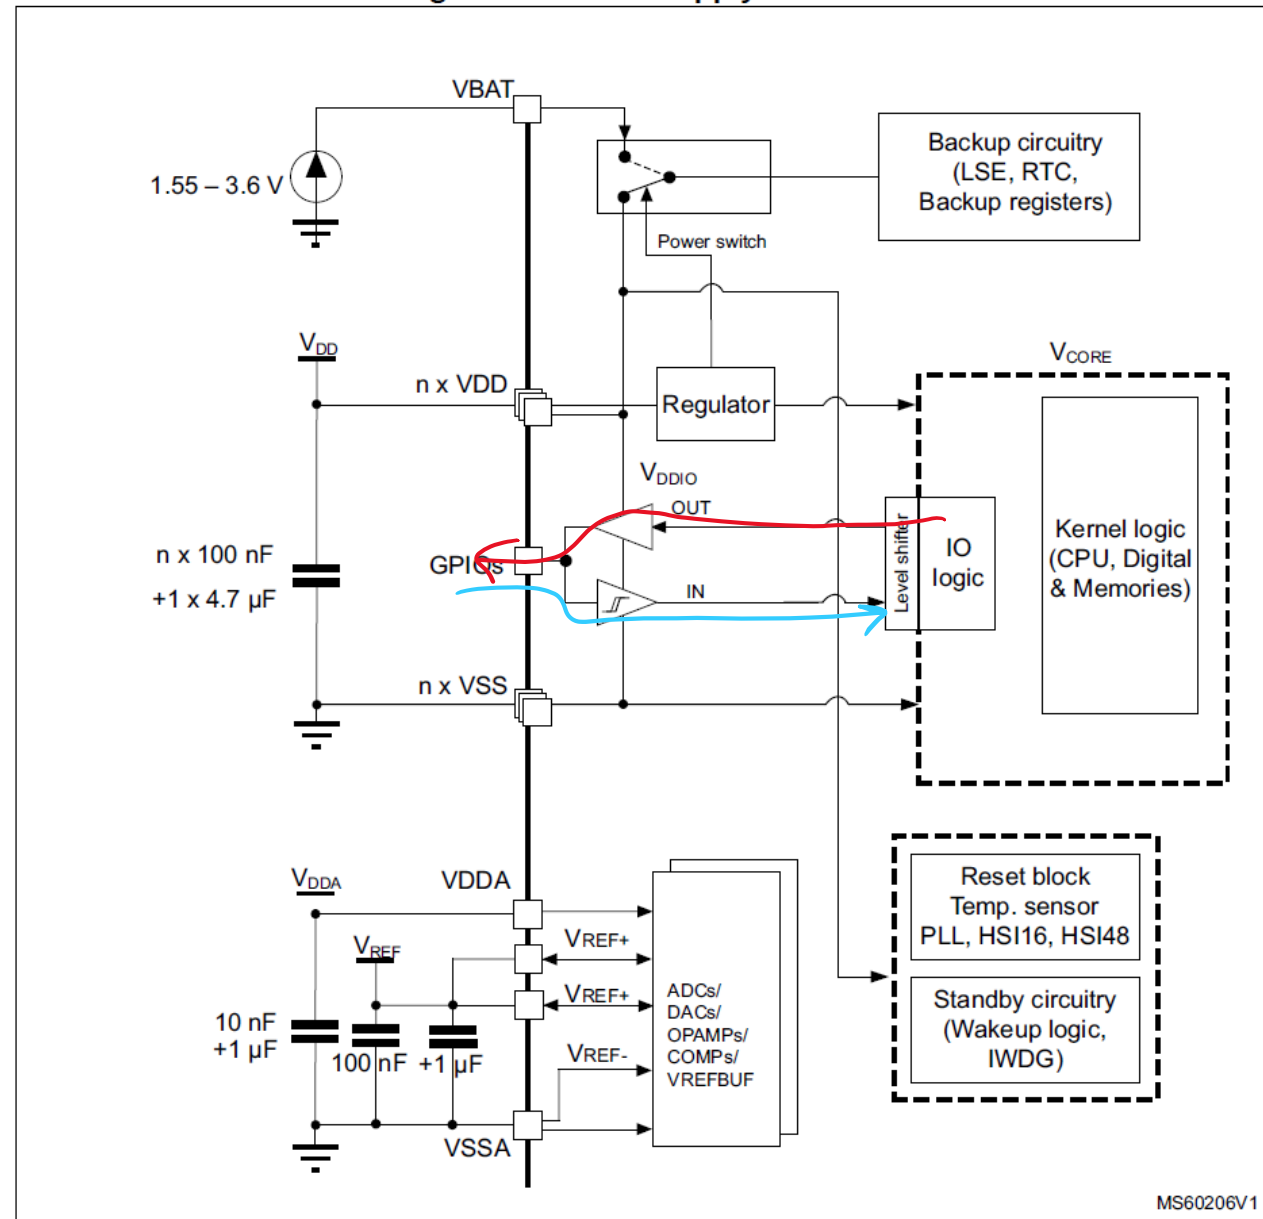 VBAT
1.55 – 3.6 V
Backup circuitry
(LSE, RTC,
Backup registers)
Power switch
VDD
VCORE
n x VDD
Regulator
VDDIO
OUT
Level shifter
IO
logic
Kernel logic
(CPU, Digital
& Memories)
GPIOs
n x 100 nF
+1 x 4.7 µF
IN
n x VSS
VDDA
VDDA
VREF
VREF+
VREF+
VREF-
10 nF
+1 µF
100 nF
+1 µF
ADCs/
DACs/
OPAMPs/
COMPs/
VREFBUF
VSSA
Reset block
Temp. sensor
PLL, HSI16, HSI48
Standby circuitry
(Wakeup logic,
IWDG)
MS60206V1